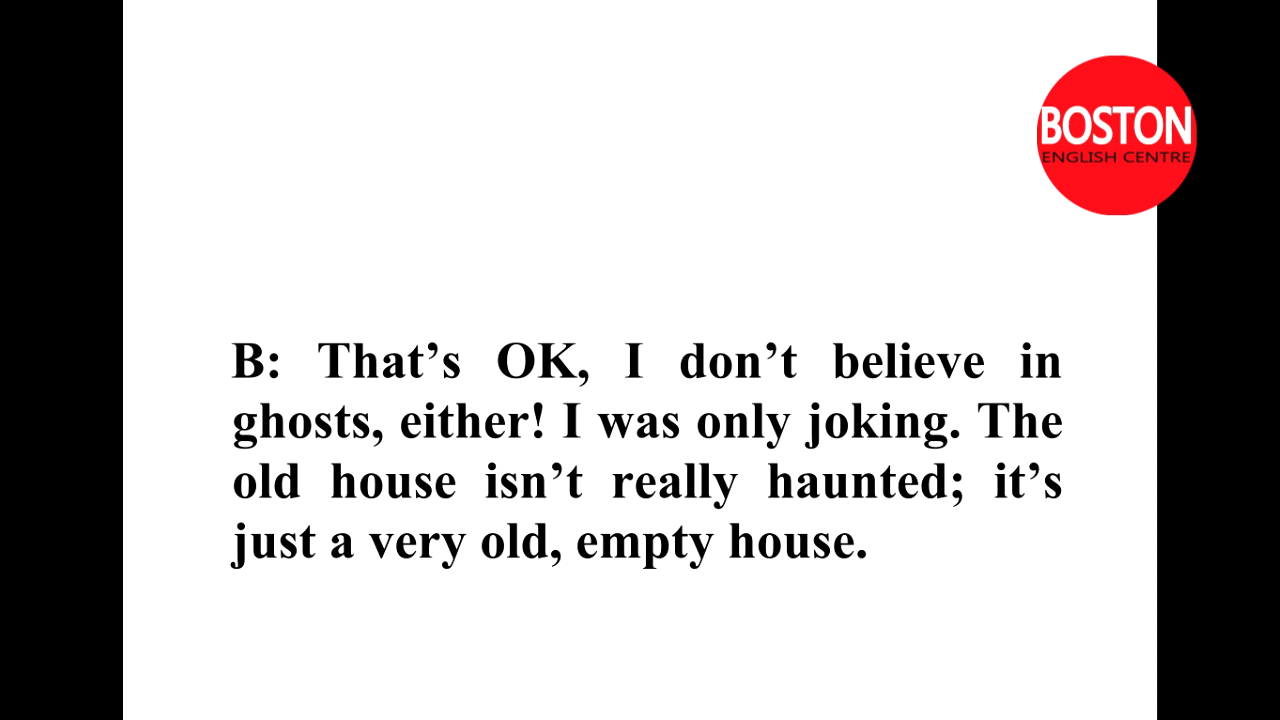 BOSTON
ENGLISH CENTRE
B: That’s OK, I don’t believe in
ghosts, either! I was only joking. The
old house isn’t really haunted; it’s
just a very old, empty house.